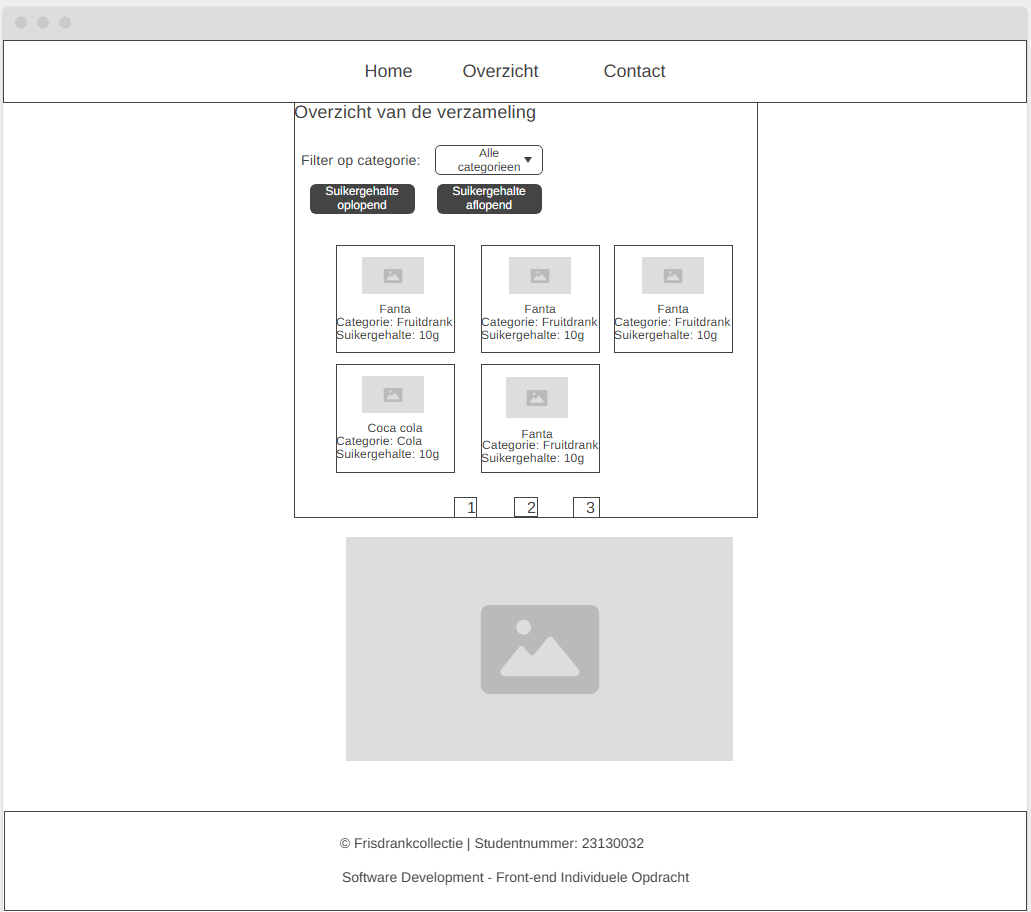 Home Overzicht Contact
Overzicht van de verzameling
Filter op categorie:
Alle
categorieen
Suikergehalte
oplopend
Suikergehalte
aflopend
Fanta
Categorie: Fruitdrank
Suikergehalte: 10g
Fanta
Categorie: Fruitdrank
Suikergehalte: 10g
Fanta
Categorie: Fruitdrank
Suikergehalte: 10g
Coca cola
Categorie: Cola
Suikergehalte: 10g
Fanta
Categorie: Fruitdrank
Suikergehalte: 10g
1 2 3
© Frisdrankcollectie | Studentnummer: 23130032
Software Development - Front-end Individuele Opdracht